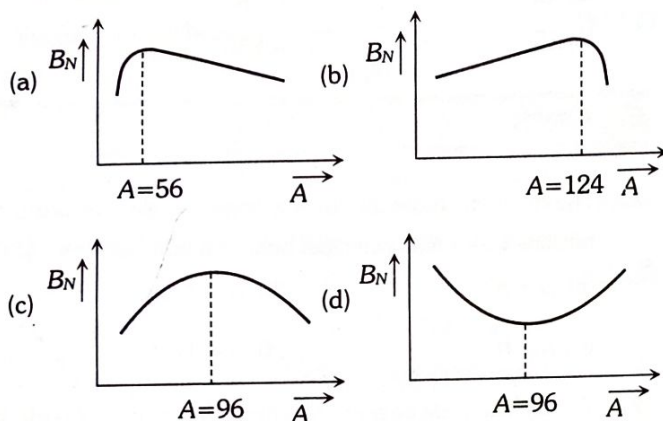 (a) B_N ↑ A=56 A→
(b) B_N ↑ A=124 A→
(c) B_N ↑ A=96 A→
(d) B_N ↑ A=96 A→